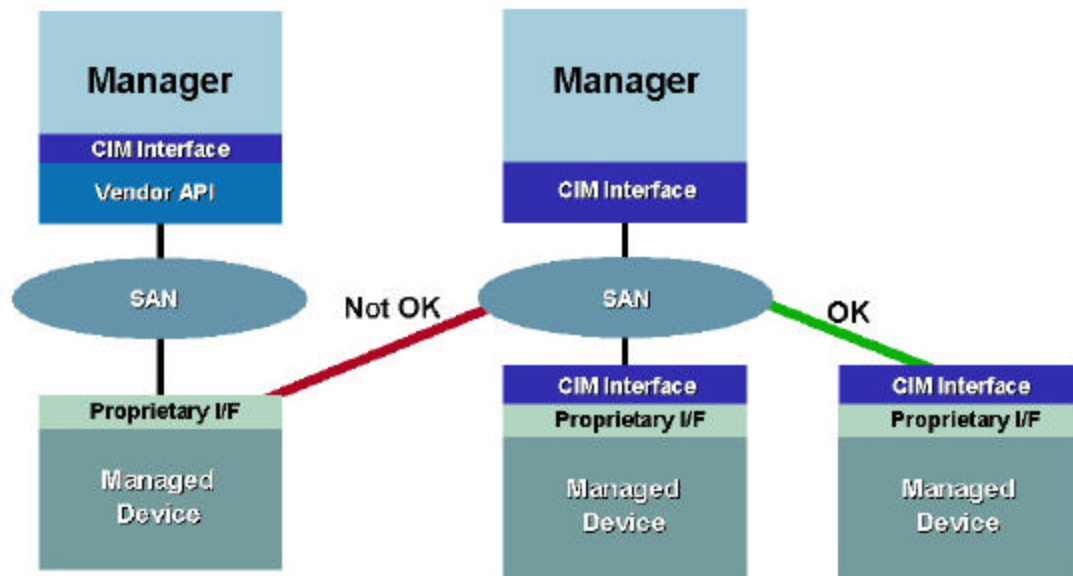 Manager
CIM Interface
Vendor API
SAN
Proprietary I/F
Managed
Device
Not OK
Manager
CIM Interface
SAN
OK
CIM Interface
Proprietary I/F
Managed
Device
CIM Interface
Proprietary I/F
Managed
Device